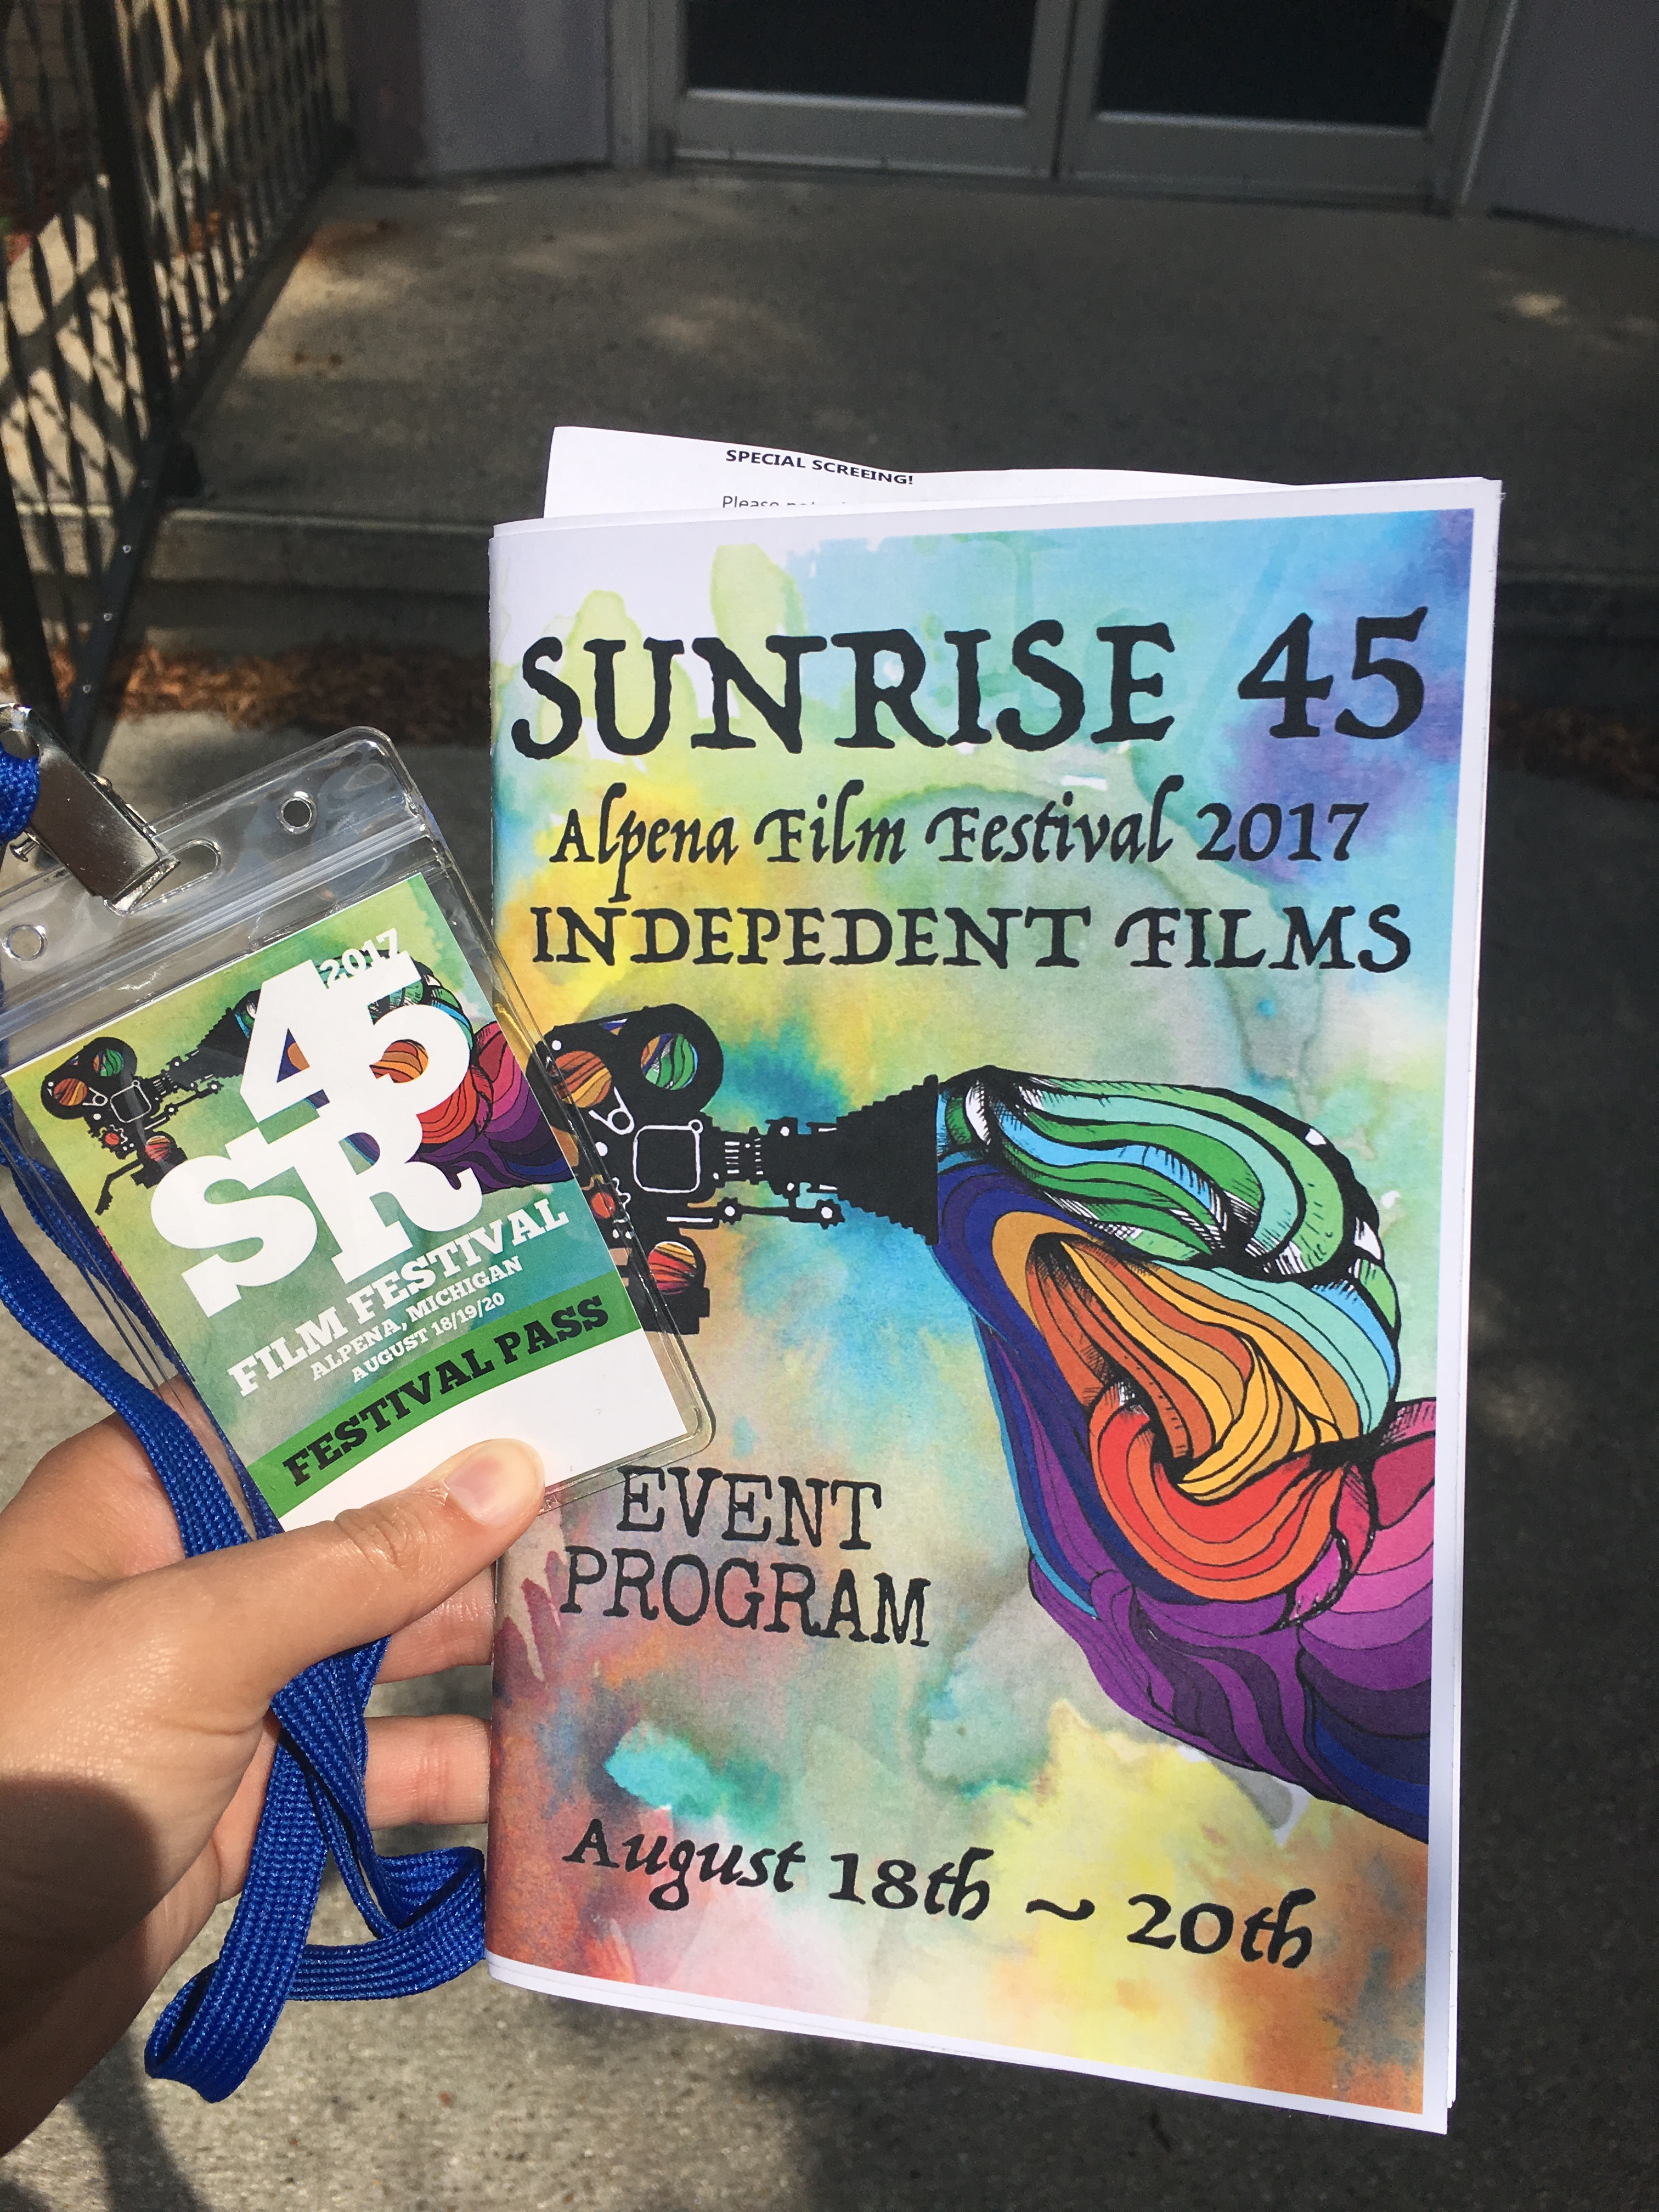 SPECIAL SCREEING!
Please
SUNRISE 45
Alpena Film Festival 2017
INDEPEDENT FILMS
EVENT
PROGRAM
August 18th ~ 20th
2017
45
SR
FILM FESTIVAL
ALPENA, MICHIGAN
AUGUST 18/19/20
FESTIVAL PASS